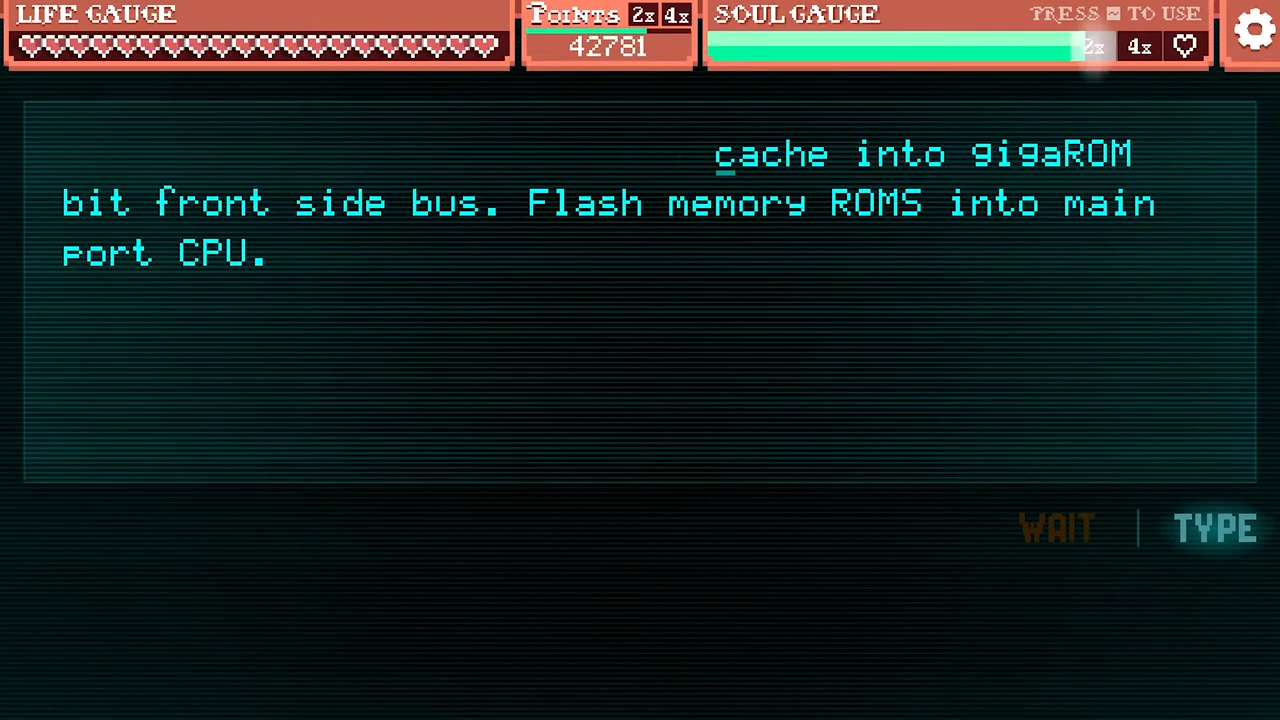 LIFE GAUGE
POINTS 2x 4x
42781
SOUL GAUGE PRESS TO USE
2x 4x
cache into gigaROM
bit front side bus. Flash memory ROMS into main
port CPU.
WAIT | TYPE